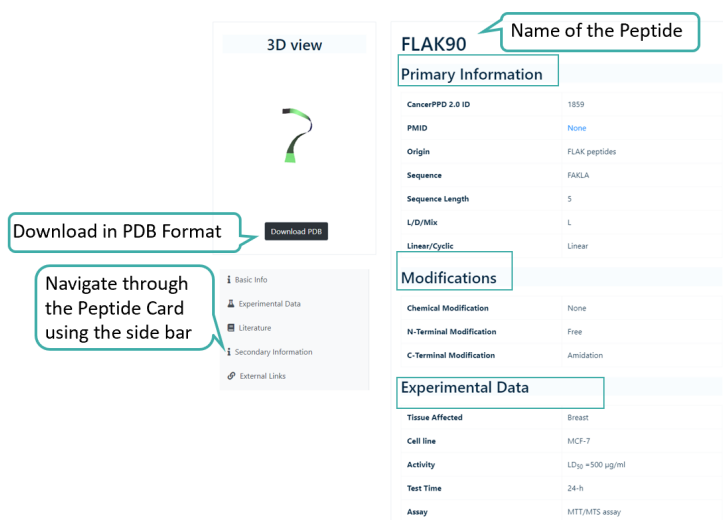 Name of the Peptide
3D view
FLAK90
Primary Information
CancerPPD 2.0 ID 1859
PMID None
Origin FLAK peptides
Sequence FAKLA
Sequence Length 5
L/D/Mix L
Linear/Cyclic Linear
Download in PDB Format
Download PDB
Navigate through
the Peptide Card
using the side bar
Basic Info
Experimental Data
Literature
Secondary Information
External Links
Modifications
Chemical Modification None
N-Terminal Modification Free
C-Terminal Modification Amidation
Experimental Data
Tissue Affected Breast
Cell line MCF-7
Activity LD₅₀ =500 μg/ml
Test Time 24-h
Assay MTT/MTS assay